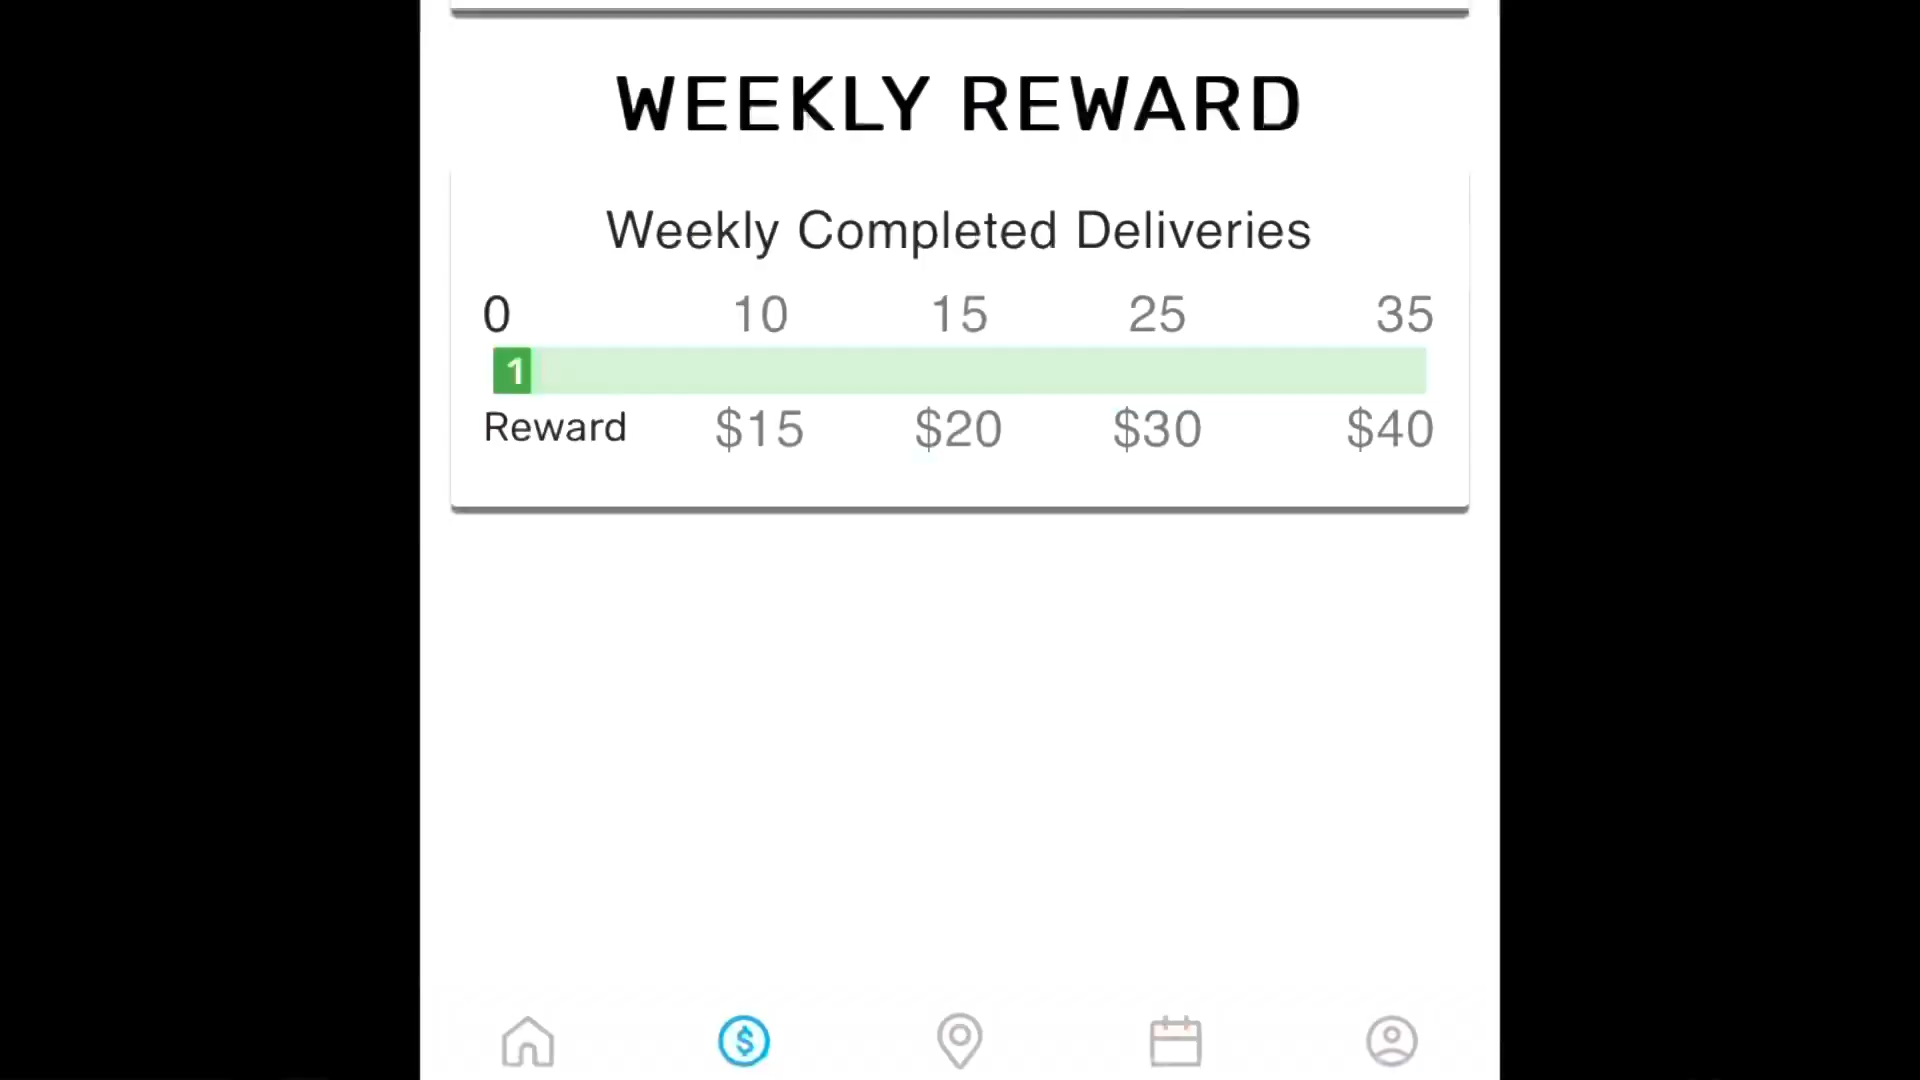 WEEKLY REWARD
Weekly Completed Deliveries
0 10 15 25 35
1
Reward $15 $20 $30 $40
$